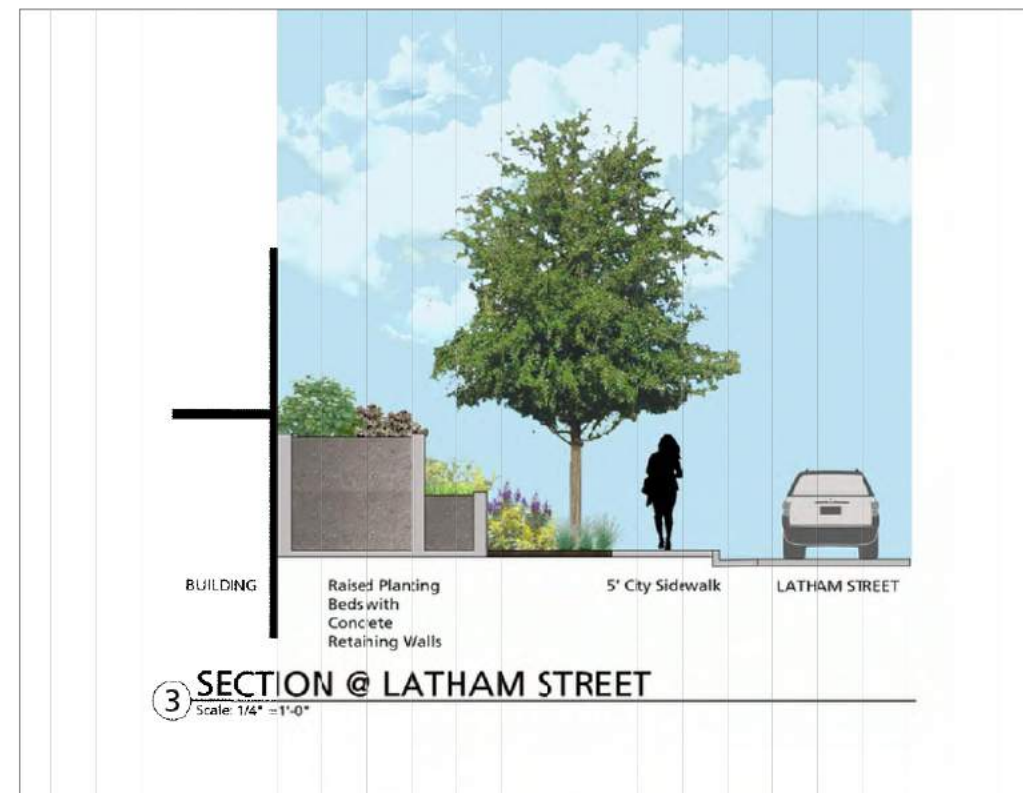 BUILDING
Raised Planting
Beds with
Concrete
Retaining Walls
5' City Sidewalk
LATHAM STREET
3
SECTION @ LATHAM STREET
Scale: 1/4" =1'-0"